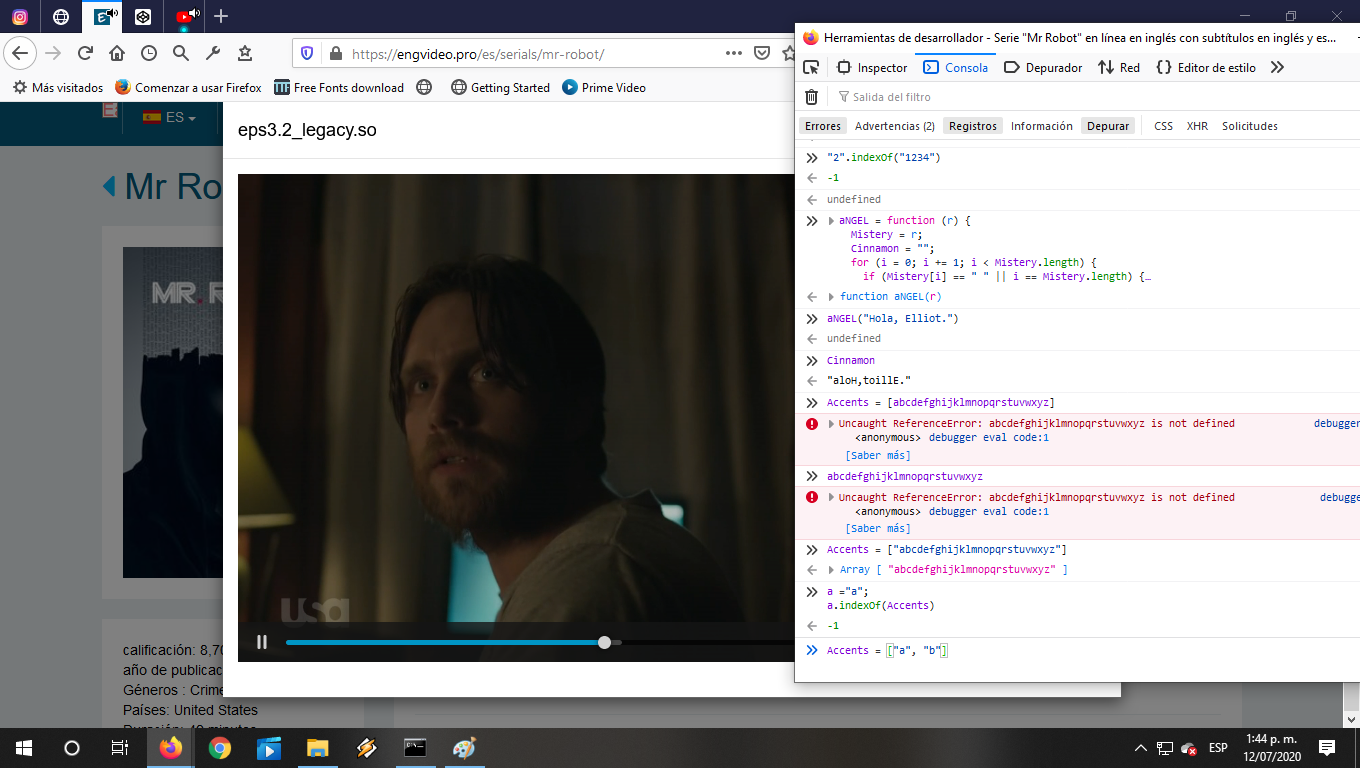 https://engvideo.pro/es/serials/mr-robot/
Más visitados
Comenzar a usar Firefox
Free Fonts download
Getting Started
Prime Video
ES
Mr Ro
MR. R
calificación: 8,70
año de publicac
Géneros : Crime
Países: United States
eps3.2_legacy.so
usa
Herramientas de desarrollador - Serie "Mr Robot" en línea en inglés con subtítulos en inglés y es...
Inspector
Consola
Depurador
Red
Editor de estilo
Salida del filtro
Errores
Advertencias (2)
Registros
Información
Depurar
CSS
XHR
Solicitudes
"2".indexOf("1234")
-1
undefined
aNGEL = function (r) {
Mistery = r;
Cinnamon = "";
for (i = 0; i += 1; i < Mistery.length) {
if (Mistery[i] == " " || i == Mistery.length) {…
function aNGEL(r)
aNGEL("Hola, Elliot.")
undefined
Cinnamon
"aloH,toillE."
Accents = [abcdefghijklmnopqrstuvwxyz]
Uncaught ReferenceError: abcdefghijklmnopqrstuvwxyz is not defined debugger
<anonymous> debugger eval code:1
[Saber más]
abcdefghijklmnopqrstuvwxyz
Uncaught ReferenceError: abcdefghijklmnopqrstuvwxyz is not defined debugge
<anonymous> debugger eval code:1
[Saber más]
Accents = ["abcdefghijklmnopqrstuvwxyz"]
Array [ "abcdefghijklmnopqrstuvwxyz" ]
a ="a";
a.indexOf(Accents)
-1
Accents = ["a", "b"]
ESP
1:44 p. m.
12/07/2020